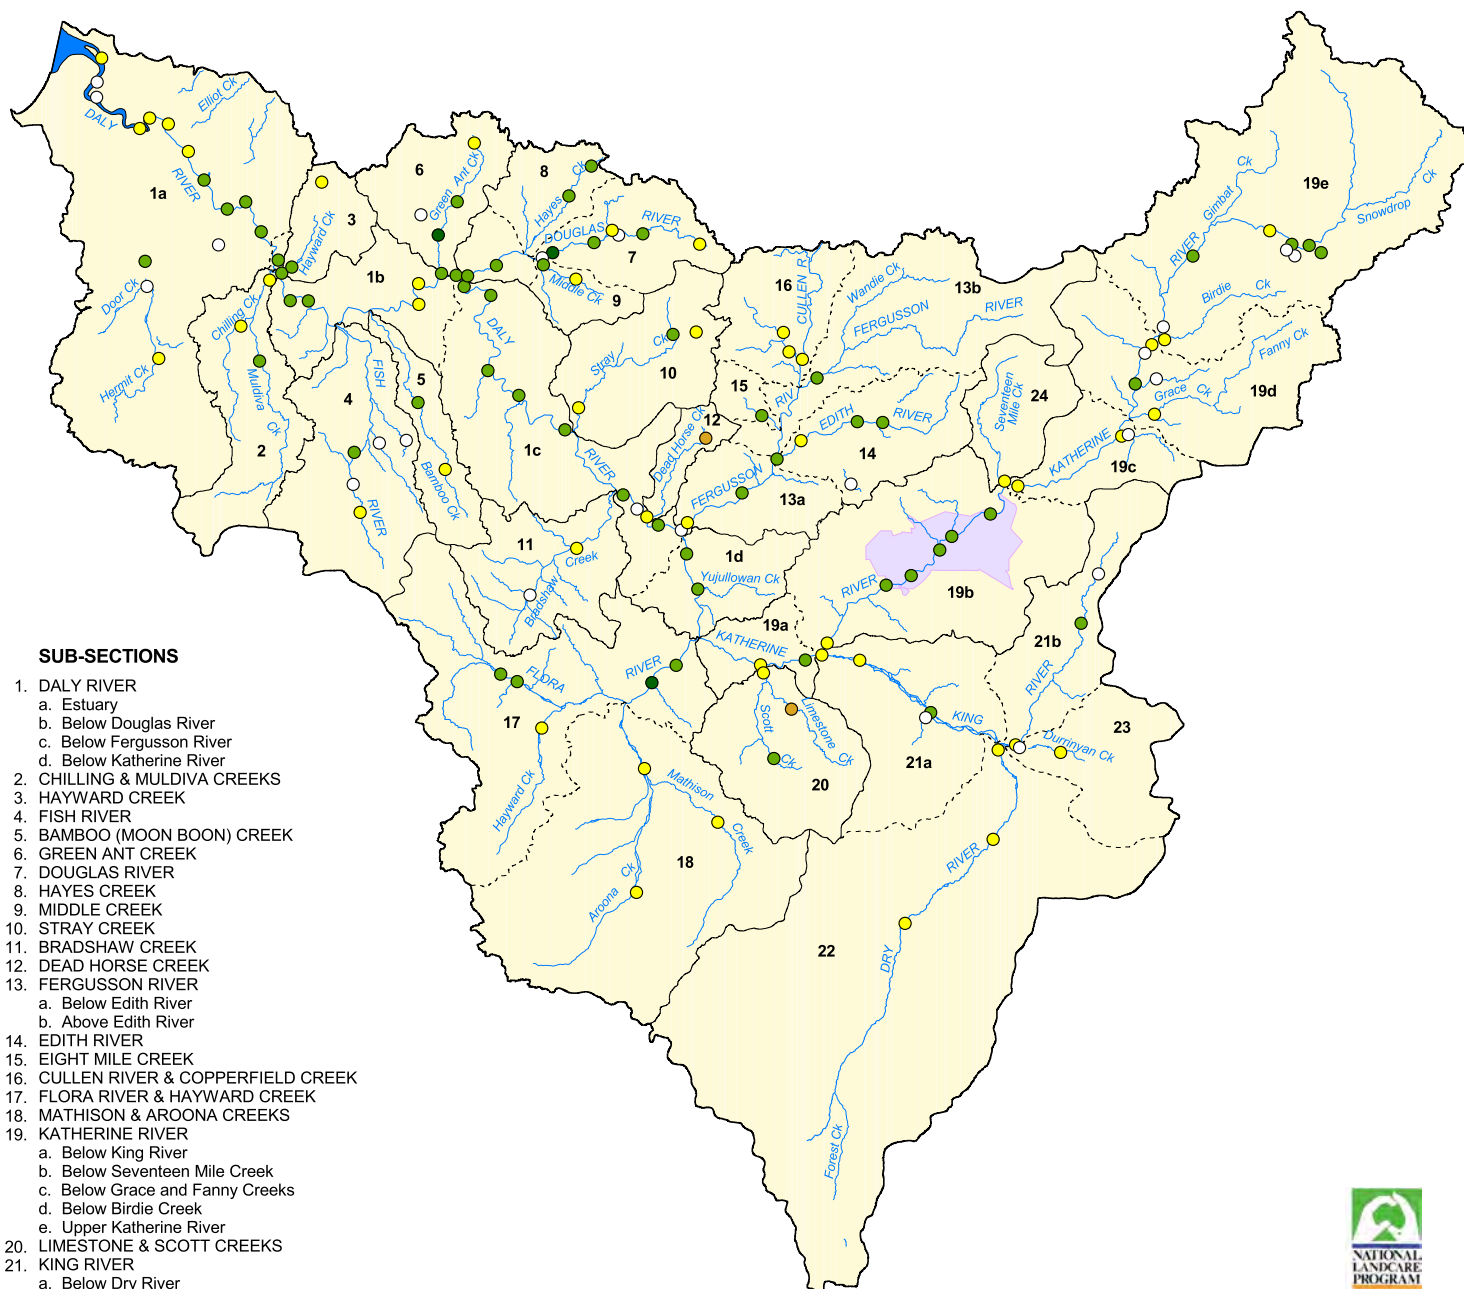 Elliot Ck
DALY
RIVER
1a
3
Hayward Ck
6
Green Ant Ck
8
Hayes Ck
DOUGLAS RIVER
7
Middle Ck
9
1b
Door Ck
Hermit Ck
Chilling Ck
Muldiva Ck
2
4
FISH
RIVER
5
Bamboo Ck
DALY
1c
RIVER
Stray Ck
10
Dead Horse Ck
12
11
Bradshaw Creek
16
CULLEN R
Wandie Ck
13b
FERGUSSON RIVER
15
RIV
EDITH RIVER
14
FERGUSSON
13a
1d
Yujullowan Ck
24
Seventeen
Mile Ck
19e
Gimbat Ck
RIVER
Snowdrop Ck
Birdie Ck
Fanny Ck
Grace Ck
19d
KATHERINE
19c
RIVER
19b
19a
KATHERINE
21b
RIVER
FLORA
RIVER
17
Hayward Ck
Scott Ck
Limestone Ck
20
KING
21a
Durrinyan Ck
23
Mathison Creek
18
Aroona Ck
22
DRY
RIVER
Forest Ck
SUB-SECTIONS
1. DALY RIVER
a. Estuary
b. Below Douglas River
c. Below Fergusson River
d. Below Katherine River
2. CHILLING & MULDIVA CREEKS
3. HAYWARD CREEK
4. FISH RIVER
5. BAMBOO (MOON BOON) CREEK
6. GREEN ANT CREEK
7. DOUGLAS RIVER
8. HAYES CREEK
9. MIDDLE CREEK
10. STRAY CREEK
11. BRADSHAW CREEK
12. DEAD HORSE CREEK
13. FERGUSSON RIVER
a. Below Edith River
b. Above Edith River
14. EDITH RIVER
15. EIGHT MILE CREEK
16. CULLEN RIVER & COPPERFIELD CREEK
17. FLORA RIVER & HAYWARD CREEK
18. MATHISON & AROONA CREEKS
19. KATHERINE RIVER
a. Below King River
b. Below Seventeen Mile Creek
c. Below Grace and Fanny Creeks
d. Below Birdie Creek
e. Upper Katherine River
20. LIMESTONE & SCOTT CREEKS
21. KING RIVER
a. Below Dry River
NATIONAL
LANDCARE
PROGRAM